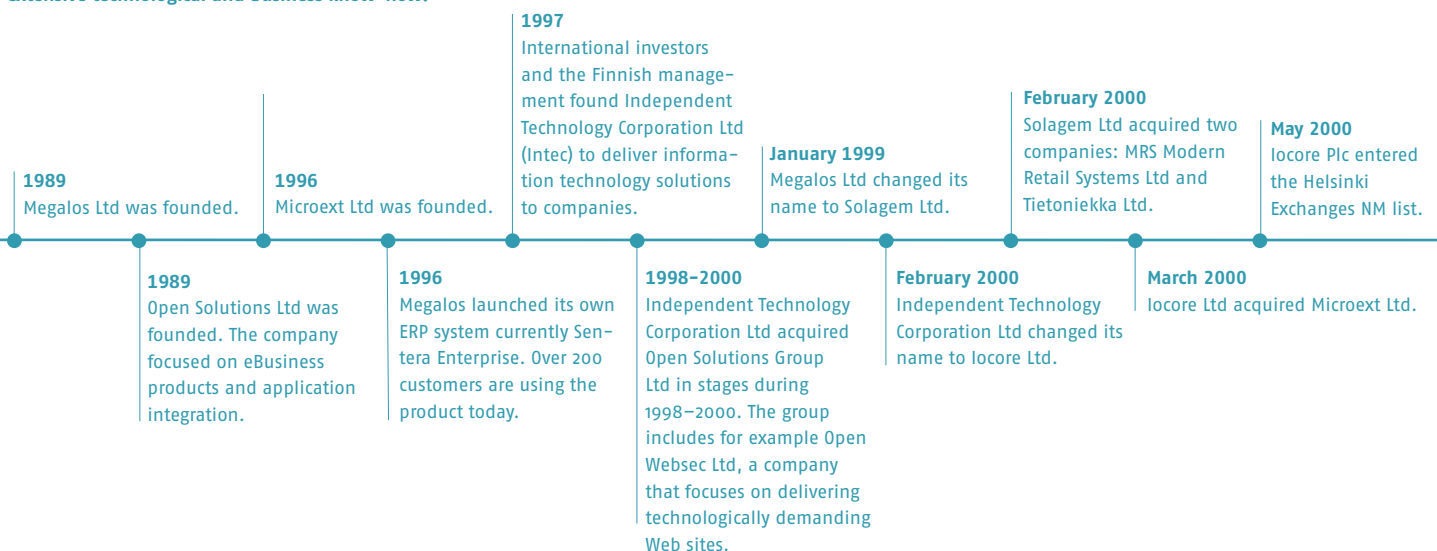 1989
Megalos Ltd was founded.
1989
Open Solutions Ltd was
founded. The company
focused on eBusiness
products and application
integration.
1996
Microext Ltd was founded.
1996
Megalos launched its own
ERP system currently Sen-
tera Enterprise. Over 200
customers are using the
product today.
1997
International investors
and the Finnish manage-
ment found Independent
Technology Corporation Ltd
(Intec) to deliver informa-
tion technology solutions
to companies.
1998-2000
Independent Technology
Corporation Ltd acquired
Open Solutions Group
Ltd in stages during
1998–2000. The group
includes for example Open
Websec Ltd, a company
that focuses on delivering
technologically demanding
Web sites.
January 1999
Megalos Ltd changed its
name to Solagem Ltd.
February 2000
Independent Technology
Corporation Ltd changed its
name to Iocore Ltd.
February 2000
Solagem Ltd acquired two
companies: MRS Modern
Retail Systems Ltd and
Tietoniekka Ltd.
March 2000
Iocore Ltd acquired Microext Ltd.
May 2000
Iocore Plc entered
the Helsinki
Exchanges NM list.